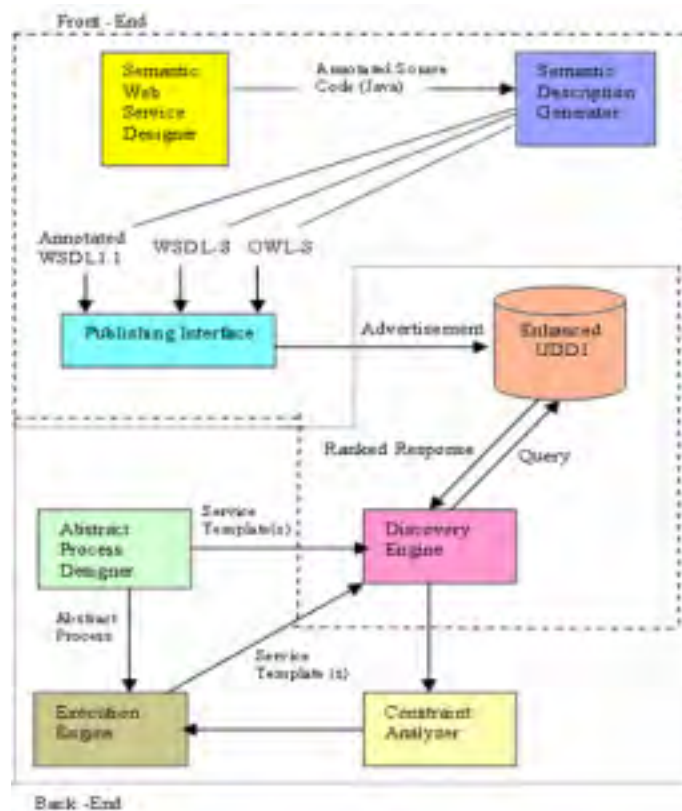 Front - End
Semantic
Web
Service
Designer
Annotated Source
Code (Java)
Semantic
Description
Generator
Annotated
WSDL1.1
WSDL-S
OWL-S
Publishing Interface
Advertisement
Enhanced
UDDI
Ranked Response
Query
Service
Template(s)
Abstract
Process
Designer
Discovery
Engine
Abstract
Process
Service
Template (s)
Execution
Engine
Constraint
Analyzer
Back -End